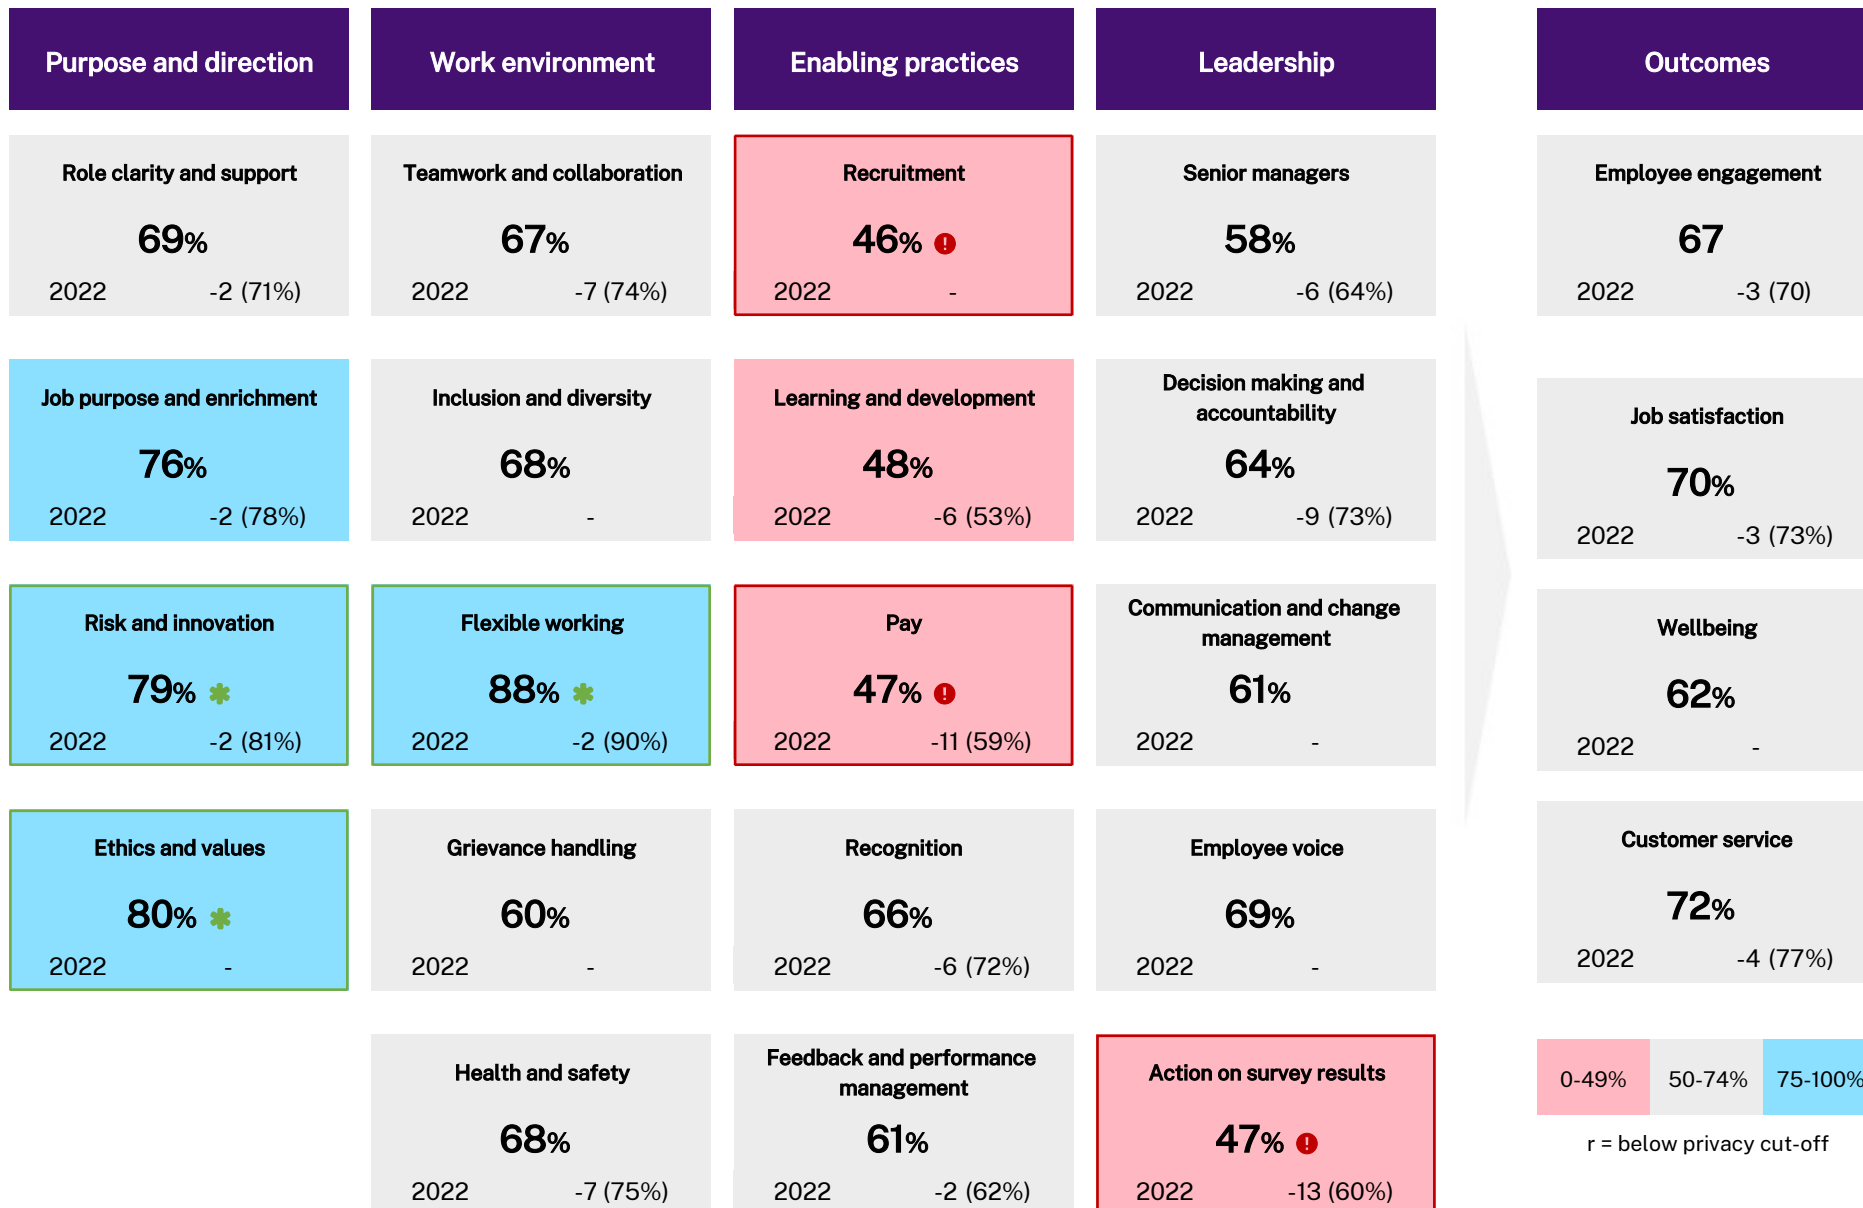 Purpose and direction
Role clarity and support
69%
2022 -2 (71%)
Job purpose and enrichment
76%
2022 -2 (78%)
Risk and innovation
79%
2022 -2 (81%)
Ethics and values
80%
2022 -
Work environment
Teamwork and collaboration
67%
2022 -7 (74%)
Inclusion and diversity
68%
2022 -
Flexible working
88%
2022 -2 (90%)
Grievance handling
60%
2022 -
Health and safety
68%
2022 -7 (75%)
Enabling practices
Recruitment
46% !
2022 -
Learning and development
48%
2022 -6 (53%)
Pay
47% !
2022 -11 (59%)
Recognition
66%
2022 -6 (72%)
Feedback and performance
management
61%
2022 -2 (62%)
Leadership
Senior managers
58%
2022 -6 (64%)
Decision making and
accountability
64%
2022 -9 (73%)
Communication and change
management
61%
2022 -
Employee voice
69%
2022 -
Action on survey results
47% !
2022 -13 (60%)
Outcomes
Employee engagement
67
2022 -3 (70)
Job satisfaction
70%
2022 -3 (73%)
Wellbeing
62%
2022 -
Customer service
72%
2022 -4 (77%)
0-49% 50-74% 75-100%
r = below privacy cut-off